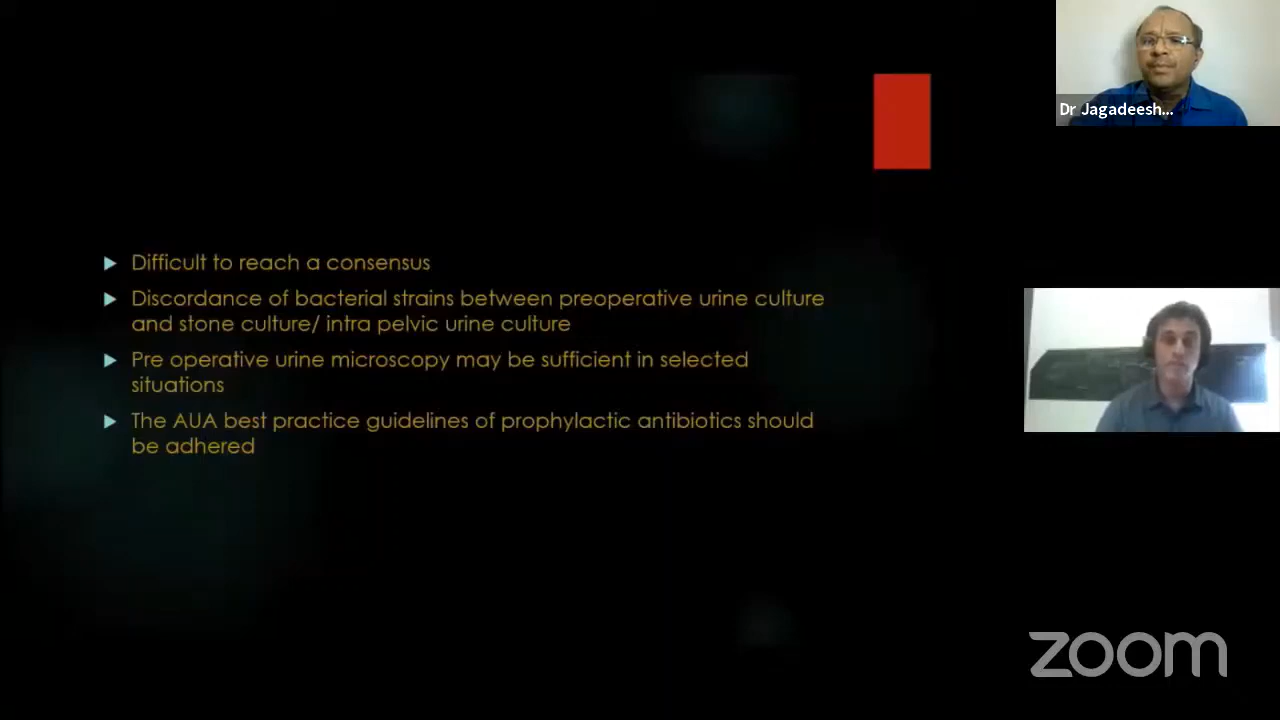 Dr Jagadeesh...
Difficult to reach a consensus
Discordance of bacterial strains between preoperative urine culture
and stone culture/ intra pelvic urine culture
Pre operative urine microscopy may be sufficient in selected
situations
The AUA best practice guidelines of prophylactic antibiotics should
be adhered
zoom